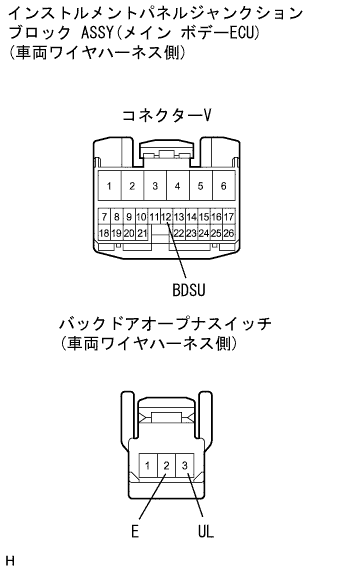 インストルメントパネルジャンクション
ブロック ASSY(メイン ボデーECU)
(車両ワイヤハーネス側)
コネクターV
1 2 3 4 5 6
7 8 9 10 11 12 13 14 15 16 17
18 19 20 21 22 23 24 25 26
BDSU
バックドアオープナスイッチ
(車両ワイヤハーネス側)
1 2 3
E UL
H